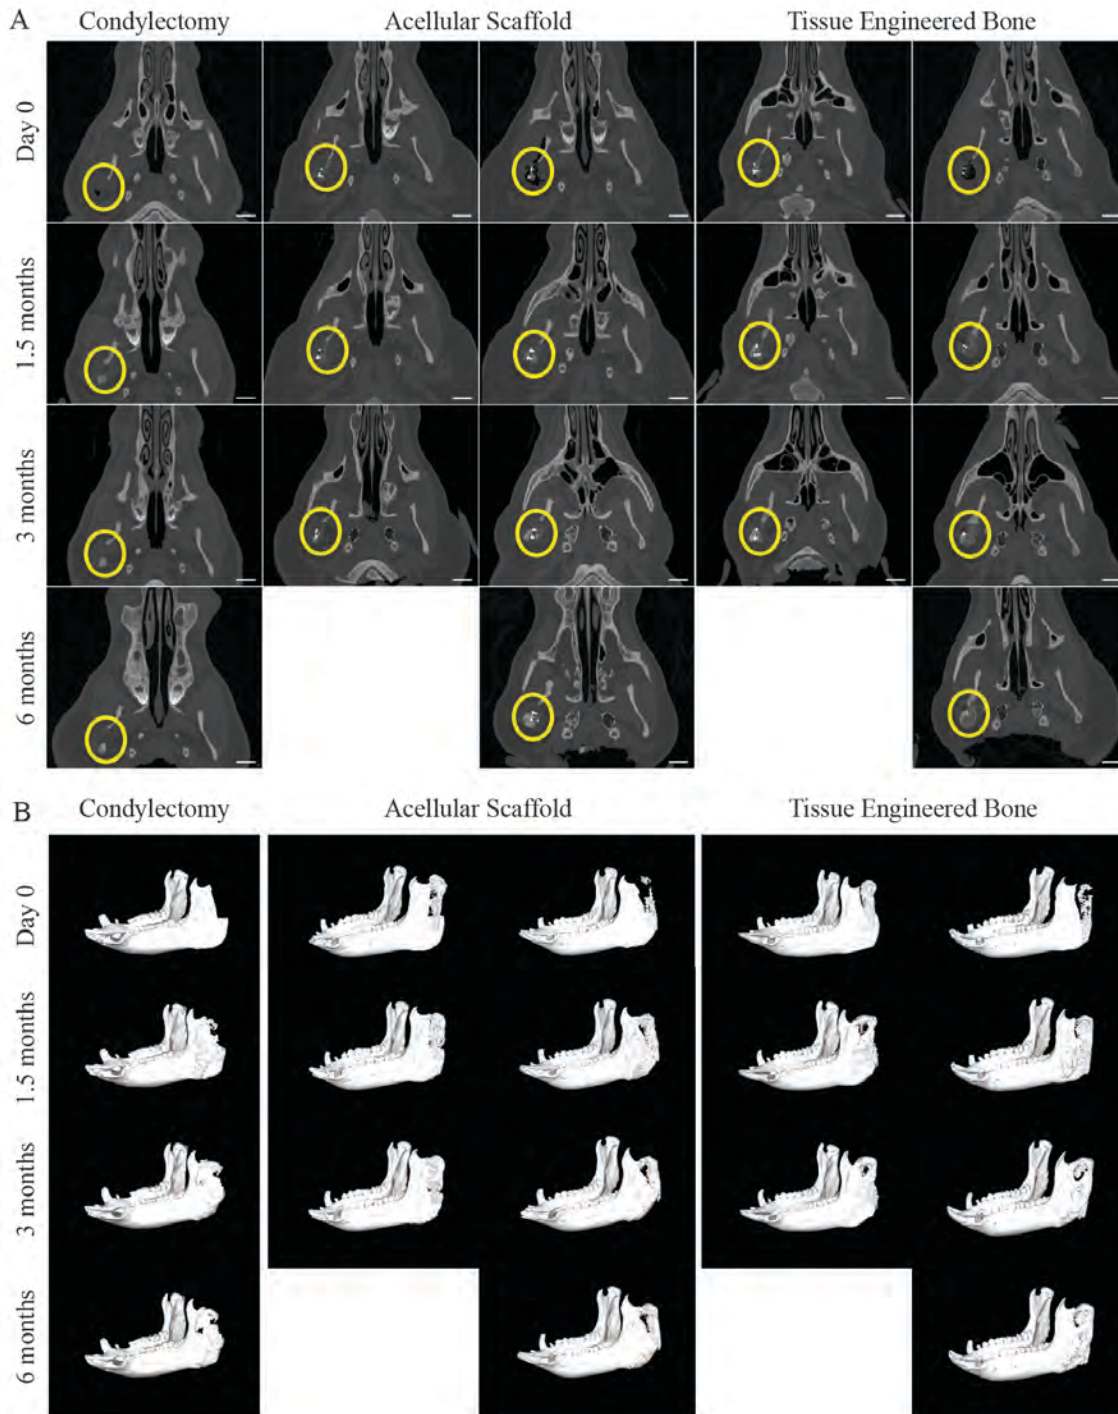 A
Condylectomy
Acellular Scaffold
Tissue Engineered Bone
Day 0
1.5 months
3 months
6 months
B
Condylectomy
Acellular Scaffold
Tissue Engineered Bone
Day 0
1.5 months
3 months
6 months